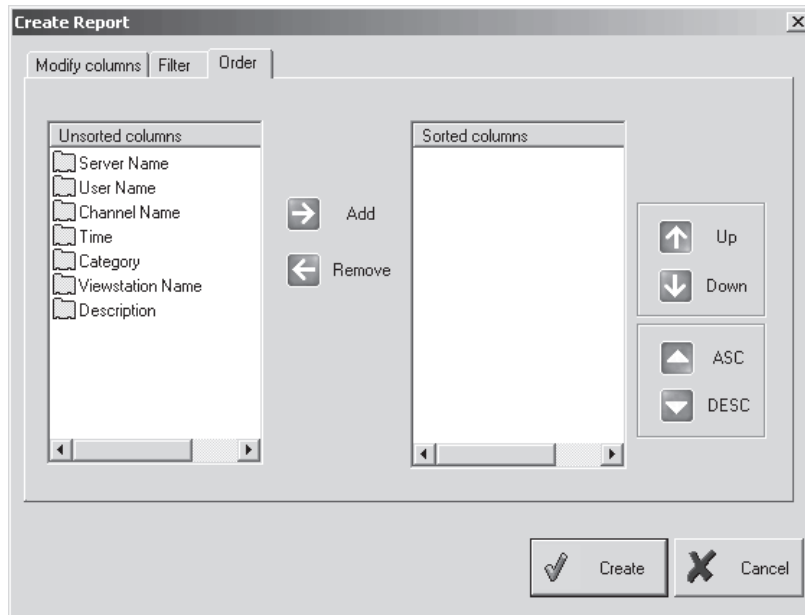 Create Report
Modify columns Filter Order
Unsorted columns
Server Name
User Name
Channel Name
Time
Category
Viewstation Name
Description
Add
Remove
Sorted columns
Up
Down
ASC
DESC
Create Cancel